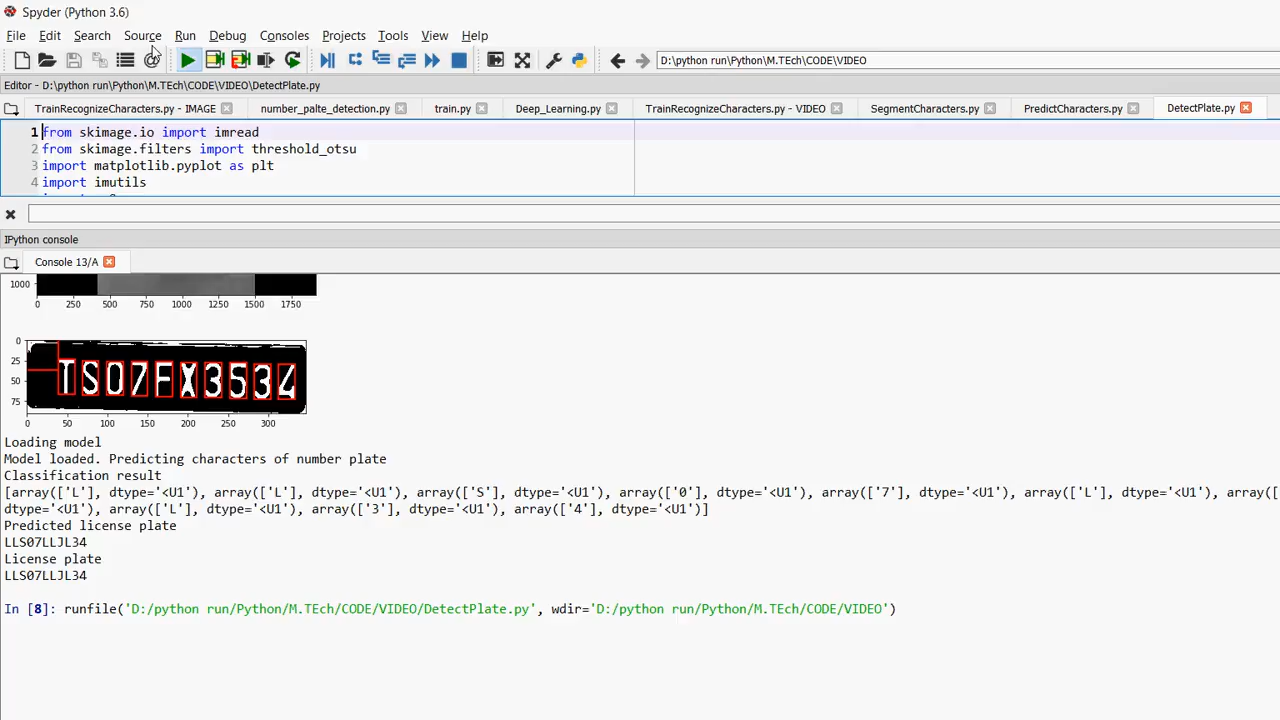 Spyder (Python 3.6)
File Edit Search Source Run Debug Consoles Projects Tools View Help
D:\python run\Python\M.TEch\CODE\VIDEO
Editor - D:\python run\Python\M.TEch\CODE\VIDEO\DetectPlate.py
TrainRecognizeCharacters.py - IMAGE number_palte_detection.py train.py Deep_Learning.py TrainRecognizeCharacters.py - VIDEO SegmentCharacters.py PredictCharacters.py DetectPlate.py
1 from skimage.io import imread
2 from skimage.filters import threshold_otsu
3 import matplotlib.pyplot as plt
4 import imutils
IPython console
Console 13/A
1000
0 250 500 750 1000 1250 1500 1750
0
25
50
75
TS07FX3534
0 50 100 150 200 250 300
Loading model
Model loaded. Predicting characters of number plate
Classification result
[array(['L'], dtype='<U1'), array(['L'], dtype='<U1'), array(['S'], dtype='<U1'), array(['0'], dtype='<U1'), array(['7'], dtype='<U1'), array(['L'], dtype='<U1'), array([
dtype='<U1'), array(['L'], dtype='<U1'), array(['3'], dtype='<U1'), array(['4'], dtype='<U1')]
Predicted license plate
LLS07LLJL34
License plate
LLS07LLJL34
In [8]: runfile('D:/python run/Python/M.TEch/CODE/VIDEO/DetectPlate.py', wdir='D:/python run/Python/M.TEch/CODE/VIDEO')